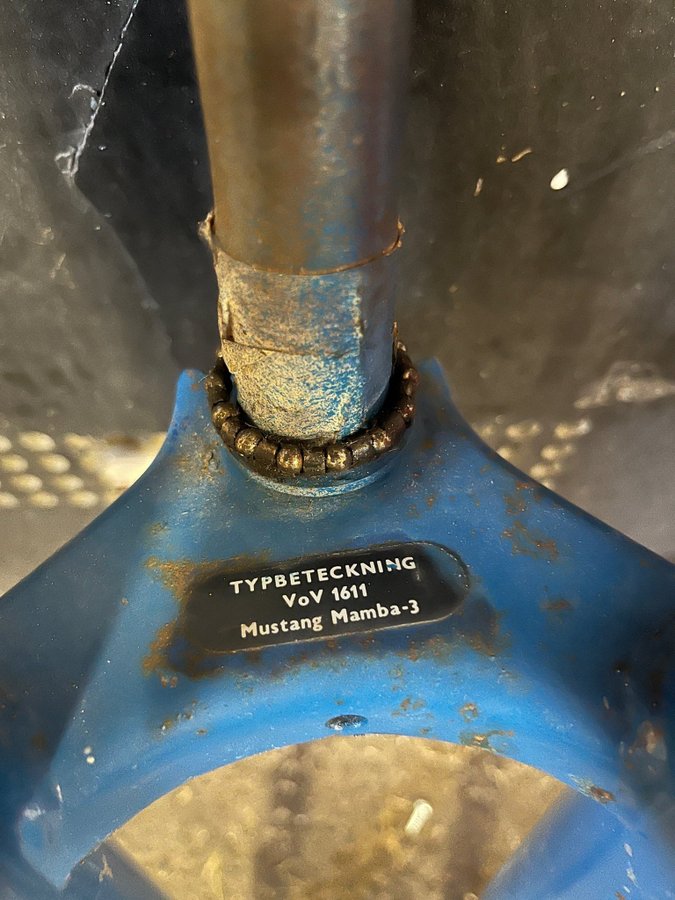 TYPBETECKNING
VoV 1611
Mustang Mamba-3